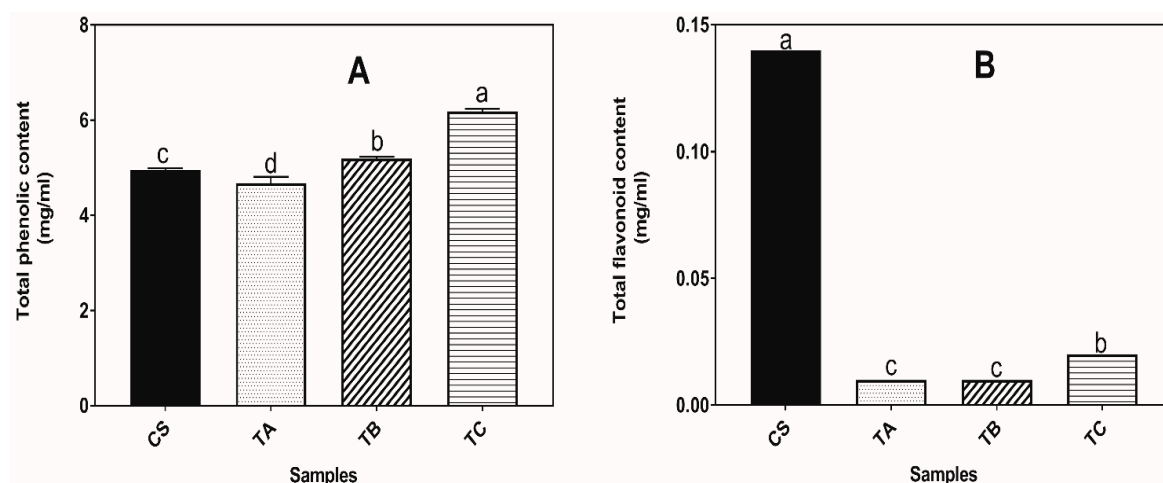 Total phenolic content
(mg/ml)
8
6
4
2
0
A
c
d
b
a
CS
TA
TB
TC
Samples
Total flavonoid content
(mg/ml)
0.15
0.10
0.05
0.00
B
a
c
c
b
CS
TA
TB
TC
Samples